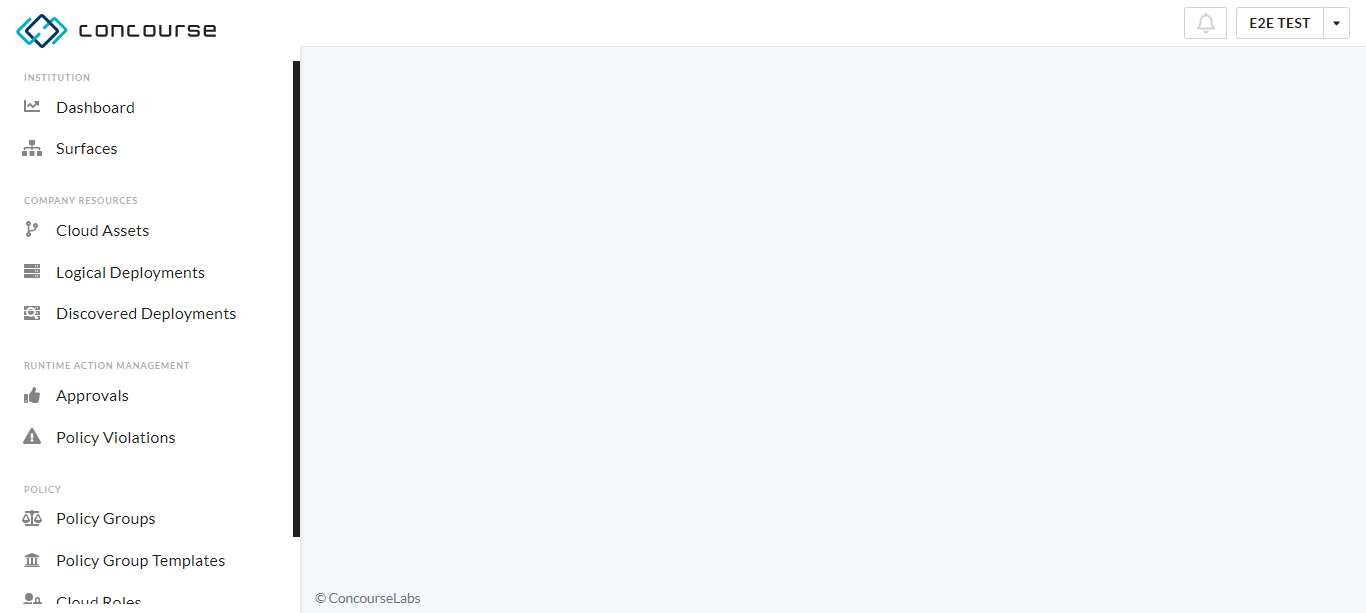 concourse
E2E TEST
INSTITUTION
Dashboard
Surfaces
COMPANY RESOURCES
Cloud Assets
Logical Deployments
Discovered Deployments
RUNTIME ACTION MANAGEMENT
Approvals
Policy Violations
POLICY
Policy Groups
Policy Group Templates
Cloud Roles
© ConcourseLabs